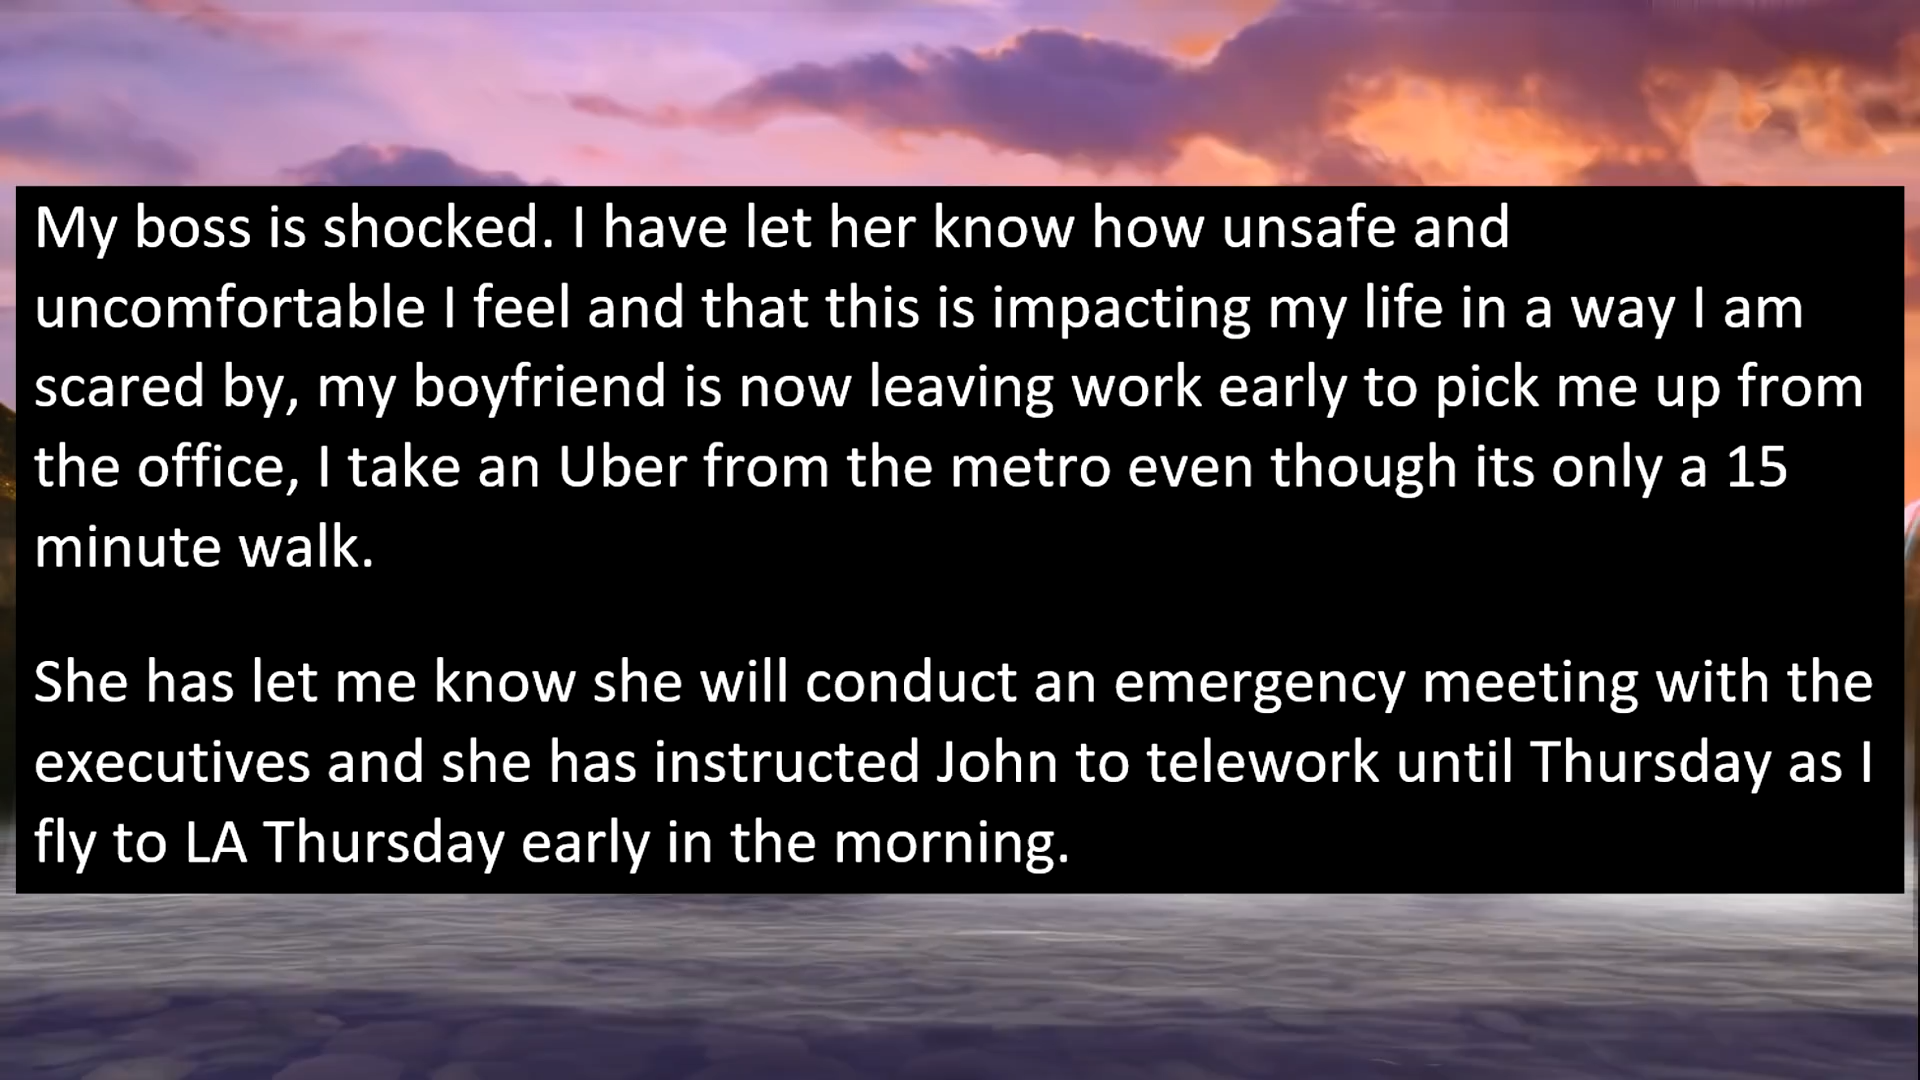 My boss is shocked. I have let her know how unsafe and
uncomfortable I feel and that this is impacting my life in a way I am
scared by, my boyfriend is now leaving work early to pick me up from
the office, I take an Uber from the metro even though its only a 15
minute walk.
She has let me know she will conduct an emergency meeting with the
executives and she has instructed John to telework until Thursday as I
fly to LA Thursday early in the morning.